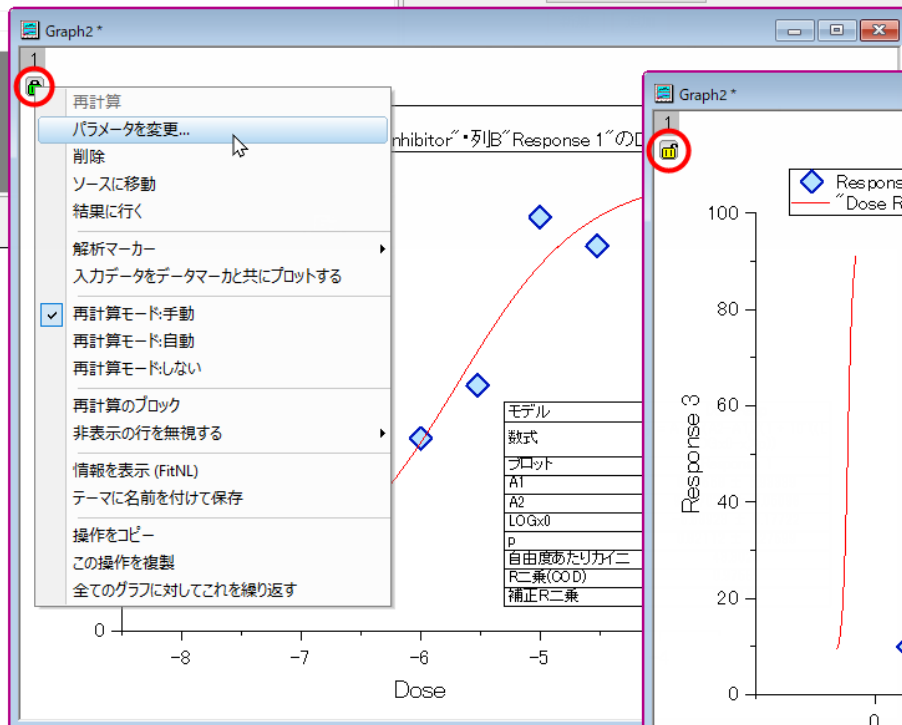 Graph2 *
1
再計算
パラメータを変更...
削除
ソースに移動
結果に行く
解析マーカー
入力データをデータマーカと共にプロットする
再計算モード:手動
再計算モード:自動
再計算モード:しない
再計算のブロック
非表示の行を無視する
情報を表示 (FitNL)
テーマに名前を付けて保存
操作をコピー
この操作を複製
全てのグラフに対してこれを繰り返す
nhibitor"・列B"Response 1"のD
モデル
数式
プロット
A1
A2
LOGx0
p
自由度あたりカイ二
R二乗(COD)
補正R二乗
0
-8
-7
-6
-5
Dose
Graph2 *
1
Respons
"Dose R
100
80
60
40
20
0
Response 3
0